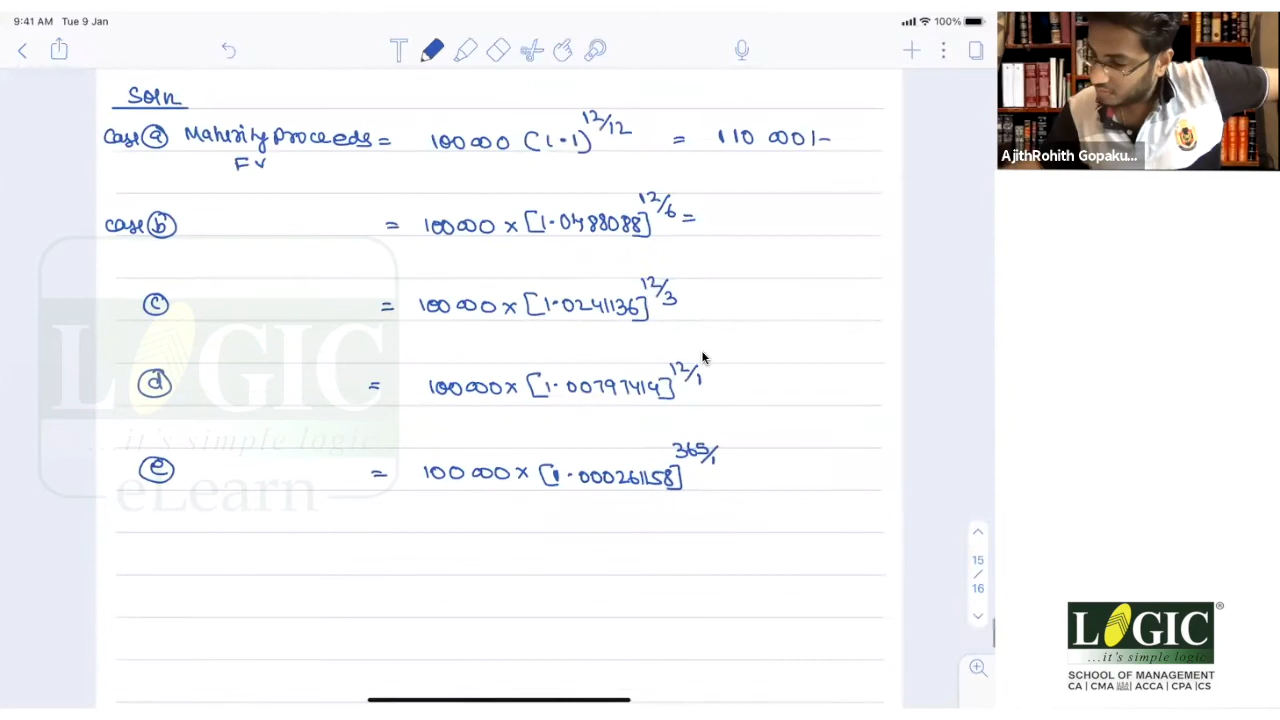 9:41 AM Tue 9 Jan
100%
T
Soln
case ⓐ Maturity proceeds = 100000 (1.1)^12/12 = 110 000/-
FV
case ⓑ = 100000 × [1.0488088]^12/6 =
ⓒ = 100000 × [1.0241136]^12/3
ⓓ = 100000 × [1.00797414]^12/1
ⓔ = 100000 × [1.000261158]^365/1
LOGIC
...it's simple logic
eLearn
AjithRohith Gopaku...
15
/
16
LOGIC®
...it's simple logic
SCHOOL OF MANAGEMENT
CA | CMA | ACCA | CPA | CS